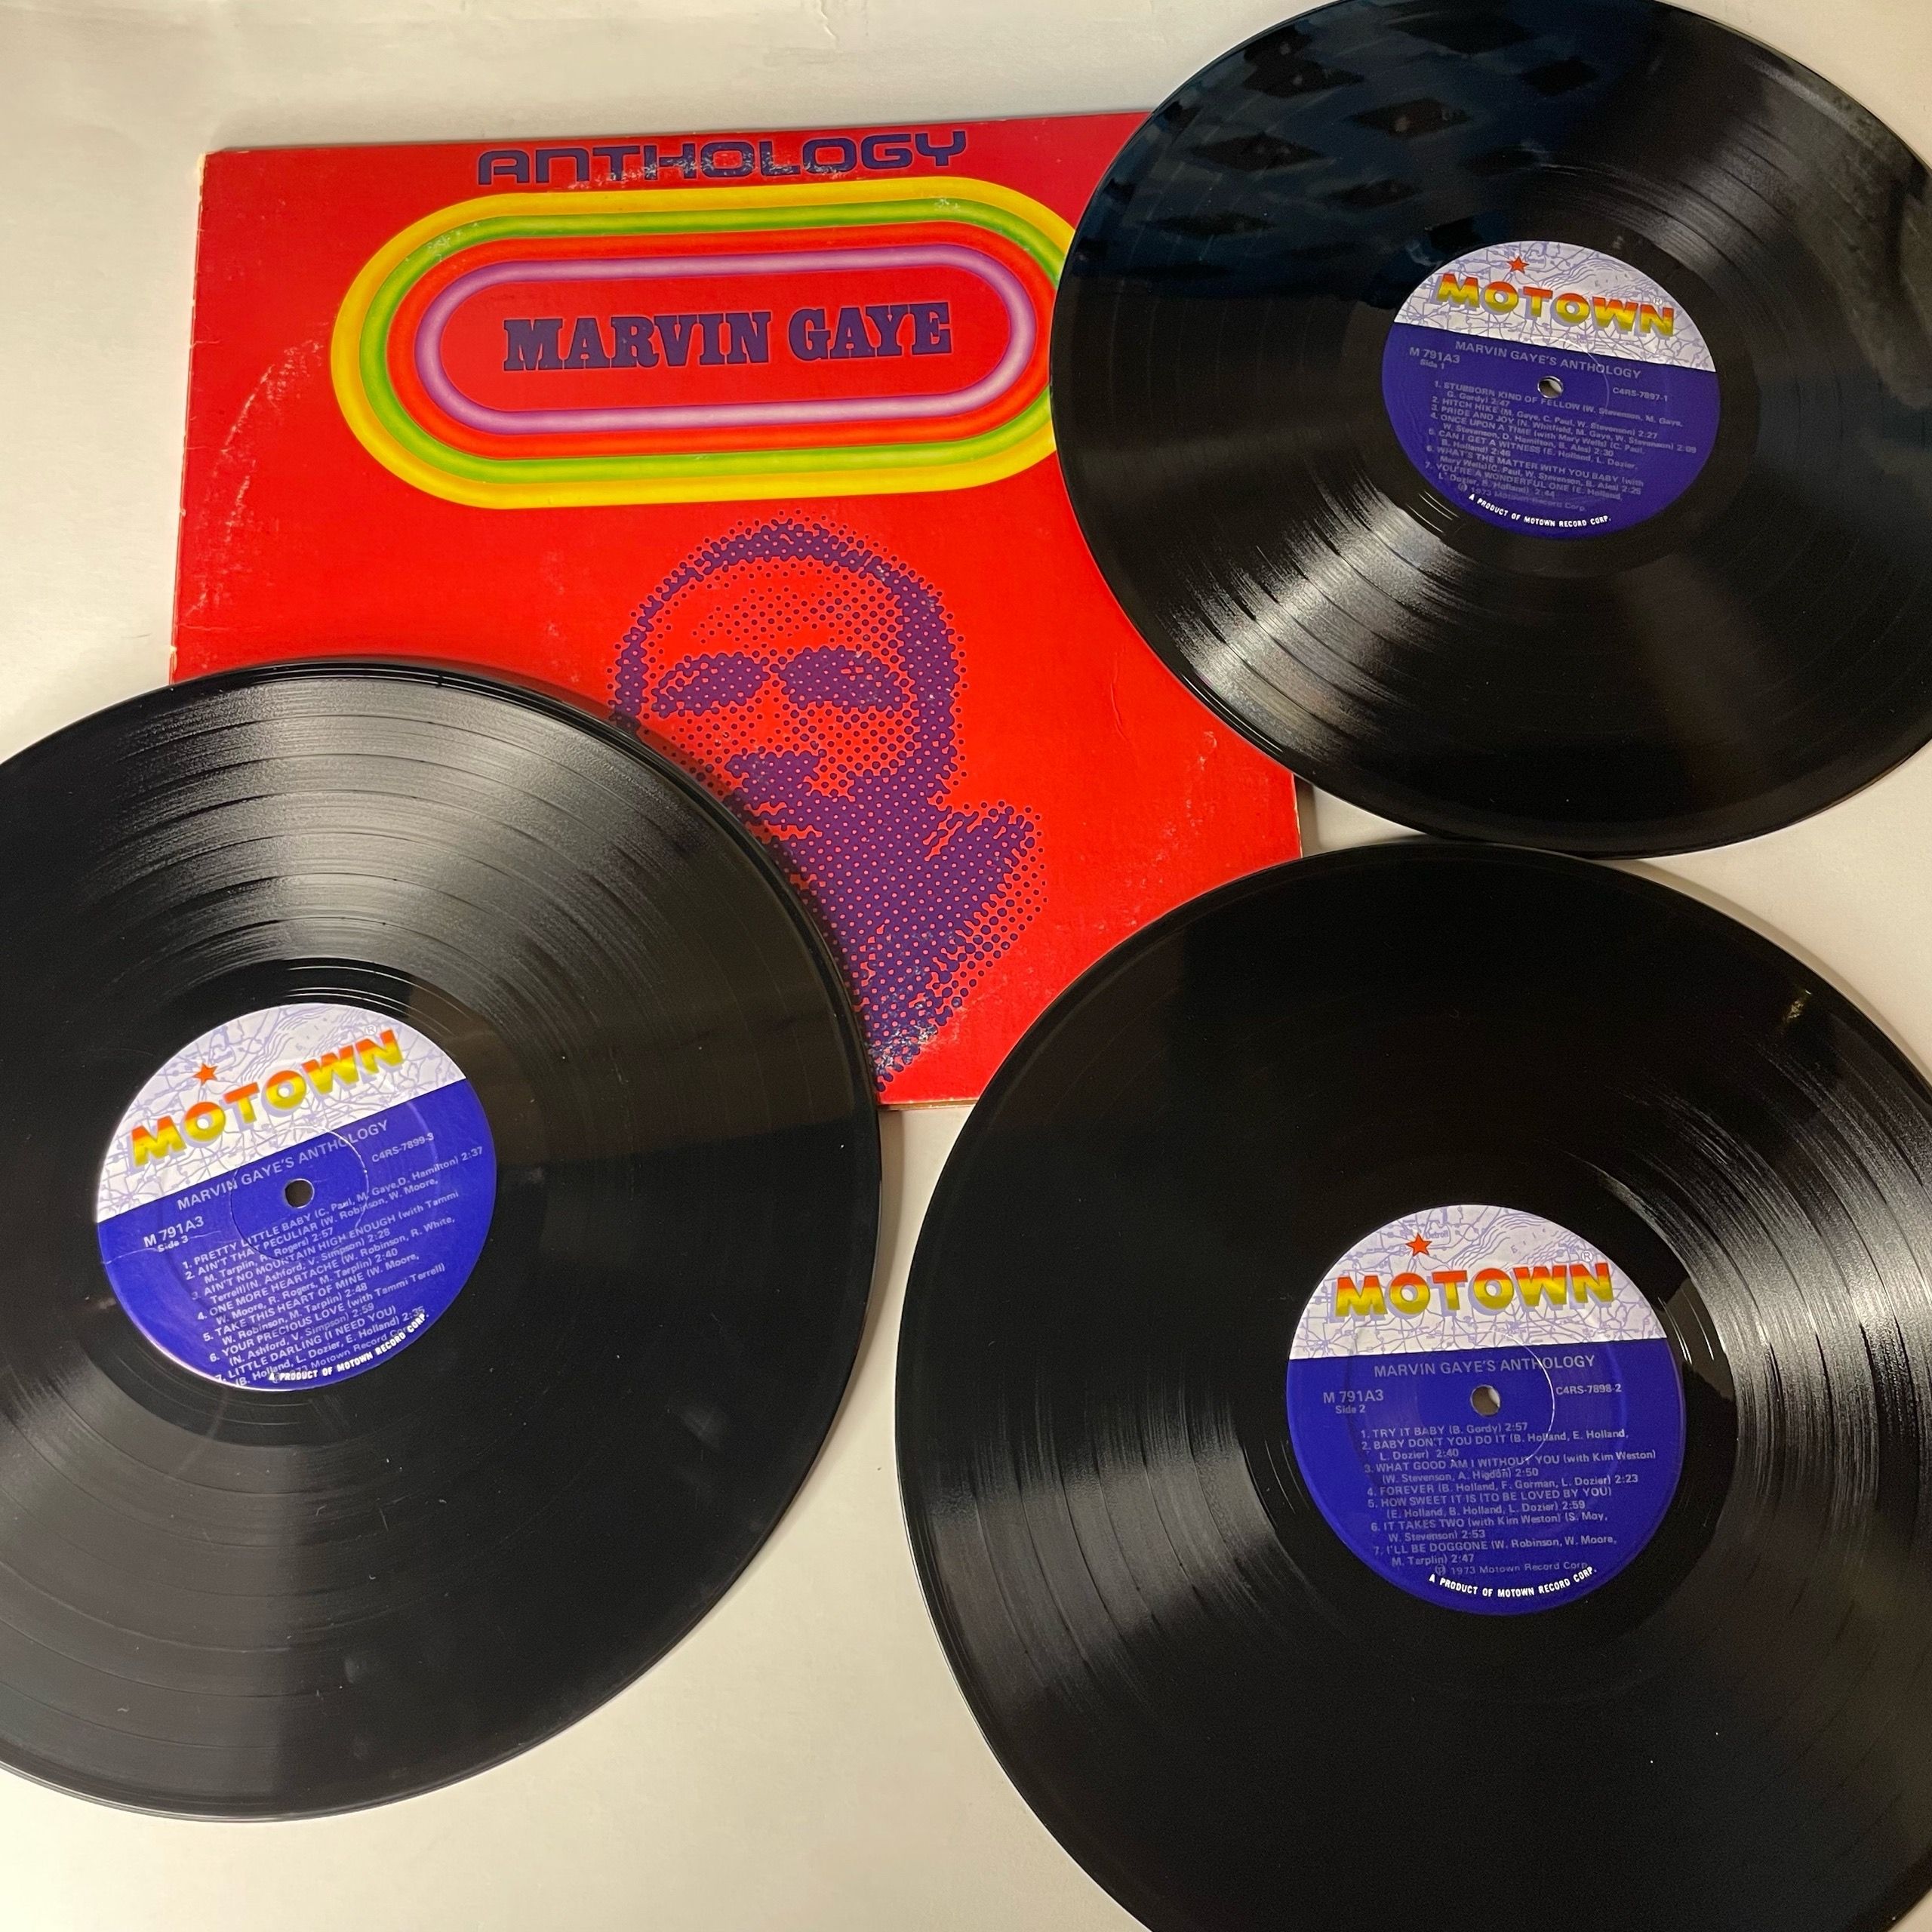 ANTHOLOGY
MARVIN GAYE
MOTOWN
MARVIN GAYE'S ANTHOLOGY
M 791A3
Side 1
C4RS-7897-1
1. STUBBORN KIND OF FELLOW (W. Stevenson, M. Gaye,
G. Gordy) 2:47
2. HITCH HIKE (M. Gaye, C. Paul, W. Stevenson) 2:27
3. PRIDE AND JOY (N. Whitfield, M. Gaye, W. Stevenson) 2:09
4. ONCE UPON A TIME (with Mary Wells) (C. Paul,
W. Stevenson, D. Hamilton, B. Ales) 2:30
5. CAN I GET A WITNESS (E. Holland, L. Dozier,
B. Holland) 2:46
6. WHAT'S THE MATTER WITH YOU BABY (with
Mary Wells) (C. Paul, W. Stevenson, B. Ales) 2:25
7. YOU'RE A WONDERFUL ONE (E. Holland,
L. Dozier, B. Holland) 2:44
℗ 1973 Motown Record Corp.
A PRODUCT OF MOTOWN RECORD CORP.
MOTOWN®
MARVIN GAYE'S ANTHOLOGY
M 791A3
Side 3
C4RS-7899-3
1. PRETTY LITTLE BABY (C. Paul, M. Gaye, D. Hamilton) 2:37
2. AIN'T THAT PECULIAR (W. Robinson, W. Moore,
M. Tarplin, A. Rogers) 2:57
3. AIN'T NO MOUNTAIN HIGH ENOUGH (with Tammi
Terrell) (N. Ashford, V. Simpson) 2:28
4. ONE MORE HEARTACHE (W. Robinson, R. White,
W. Moore, R. Rogers, M. Tarplin) 2:40
5. TAKE THIS HEART OF MINE (W. Moore,
W. Robinson, M. Tarplin) 2:48
6. YOUR PRECIOUS LOVE (with Tammi Terrell)
(N. Ashford, V. Simpson) 2:59
7. LITTLE DARLING (I NEED YOU)
(B. Holland, L. Dozier, E. Holland) 2:35
1973 Motown Record Corp.
A PRODUCT OF MOTOWN RECORD CORP.
Detroit
MOTOWN®
MARVIN GAYE'S ANTHOLOGY
M 791A3
Side 2
C4RS-7898-2
1. TRY IT BABY (B. Gordy) 2:57
2. BABY DON'T YOU DO IT (B. Holland, E. Holland,
L. Dozier) 2:40
3. WHAT GOOD AM I WITHOUT YOU (with Kim Weston)
(W. Stevenson, A. Higdon) 2:50
4. FOREVER (B. Holland, F. Gorman, L. Dozier) 2:23
5. HOW SWEET IT IS (TO BE LOVED BY YOU)
(E. Holland, B. Holland, L. Dozier) 2:59
6. IT TAKES TWO (with Kim Weston) (S. Moy,
W. Stevenson) 2:53
7. I'LL BE DOGGONE (W. Robinson, W. Moore,
M. Tarplin) 2:47
℗ 1973 Motown Record Corp.
A PRODUCT OF MOTOWN RECORD CORP.